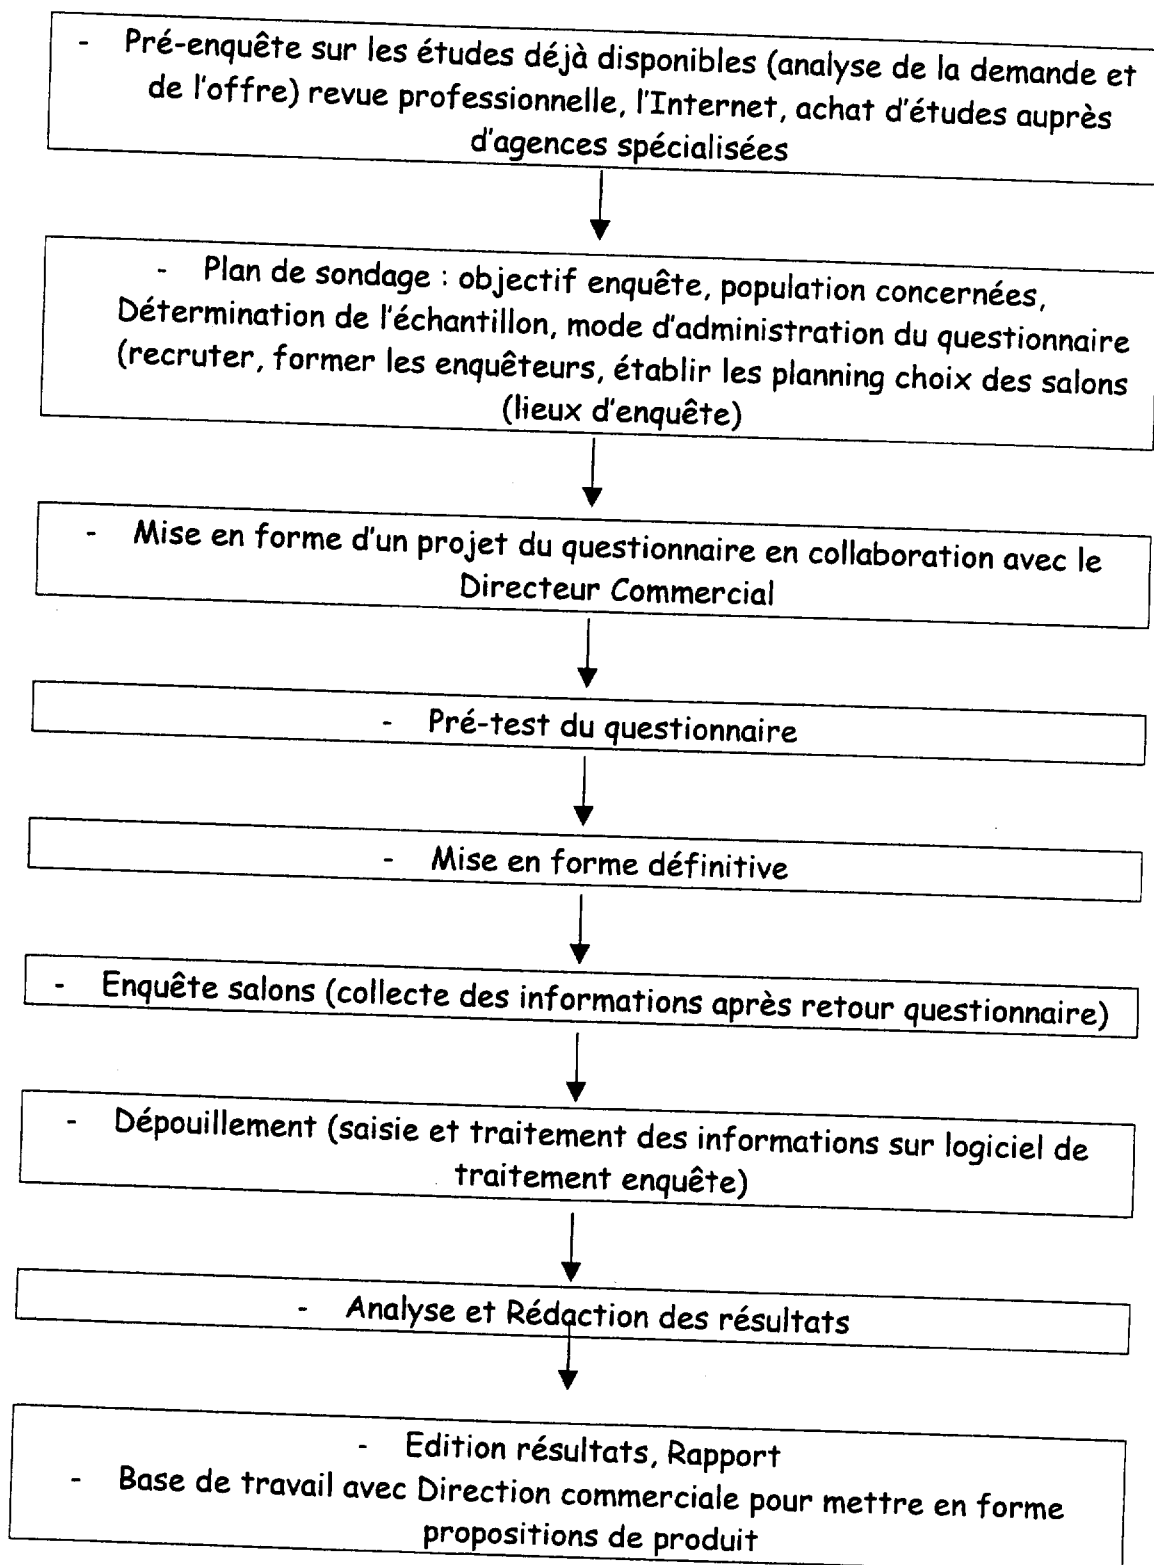 - Pré-enquête sur les études déjà disponibles (analyse de la demande et
de l'offre) revue professionnelle, l'Internet, achat d'études auprès
d'agences spécialisées
- Plan de sondage : objectif enquête, population concernées,
Détermination de l'échantillon, mode d'administration du questionnaire
(recruter, former les enquêteurs, établir les planning choix des salons
(lieux d'enquête)
- Mise en forme d'un projet du questionnaire en collaboration avec le
Directeur Commercial
- Pré-test du questionnaire
- Mise en forme définitive
- Enquête salons (collecte des informations après retour questionnaire)
- Dépouillement (saisie et traitement des informations sur logiciel de
traitement enquête)
- Analyse et Rédaction des résultats
- Edition résultats, Rapport
- Base de travail avec Direction commerciale pour mettre en forme
propositions de produit